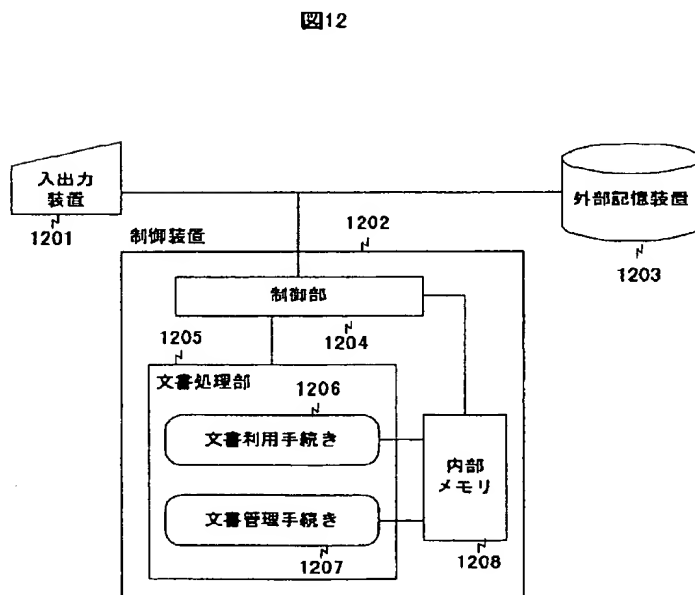 図12
入出力
装置
1201
外部記憶装置
1203
制御装置
1202
制御部
1204
1205
文書処理部
1206
文書利用手続き
文書管理手続き
1207
内部
メモリ
1208